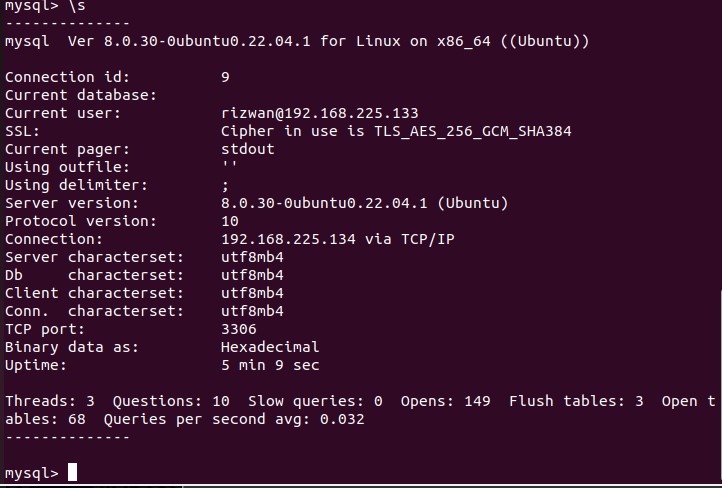 mysql> \s
--------------
mysql  Ver 8.0.30-0ubuntu0.22.04.1 for Linux on x86_64 ((Ubuntu))

Connection id:          9
Current database:
Current user:           rizwan@192.168.225.133
SSL:                    Cipher in use is TLS_AES_256_GCM_SHA384
Current pager:          stdout
Using outfile:          ''
Using delimiter:        ;
Server version:         8.0.30-0ubuntu0.22.04.1 (Ubuntu)
Protocol version:       10
Connection:             192.168.225.134 via TCP/IP
Server characterset:    utf8mb4
Db     characterset:    utf8mb4
Client characterset:    utf8mb4
Conn.  characterset:    utf8mb4
TCP port:               3306
Binary data as:         Hexadecimal
Uptime:                 5 min 9 sec

Threads: 3  Questions: 10  Slow queries: 0  Opens: 149  Flush tables: 3  Open t
ables: 68  Queries per second avg: 0.032
--------------

mysql>